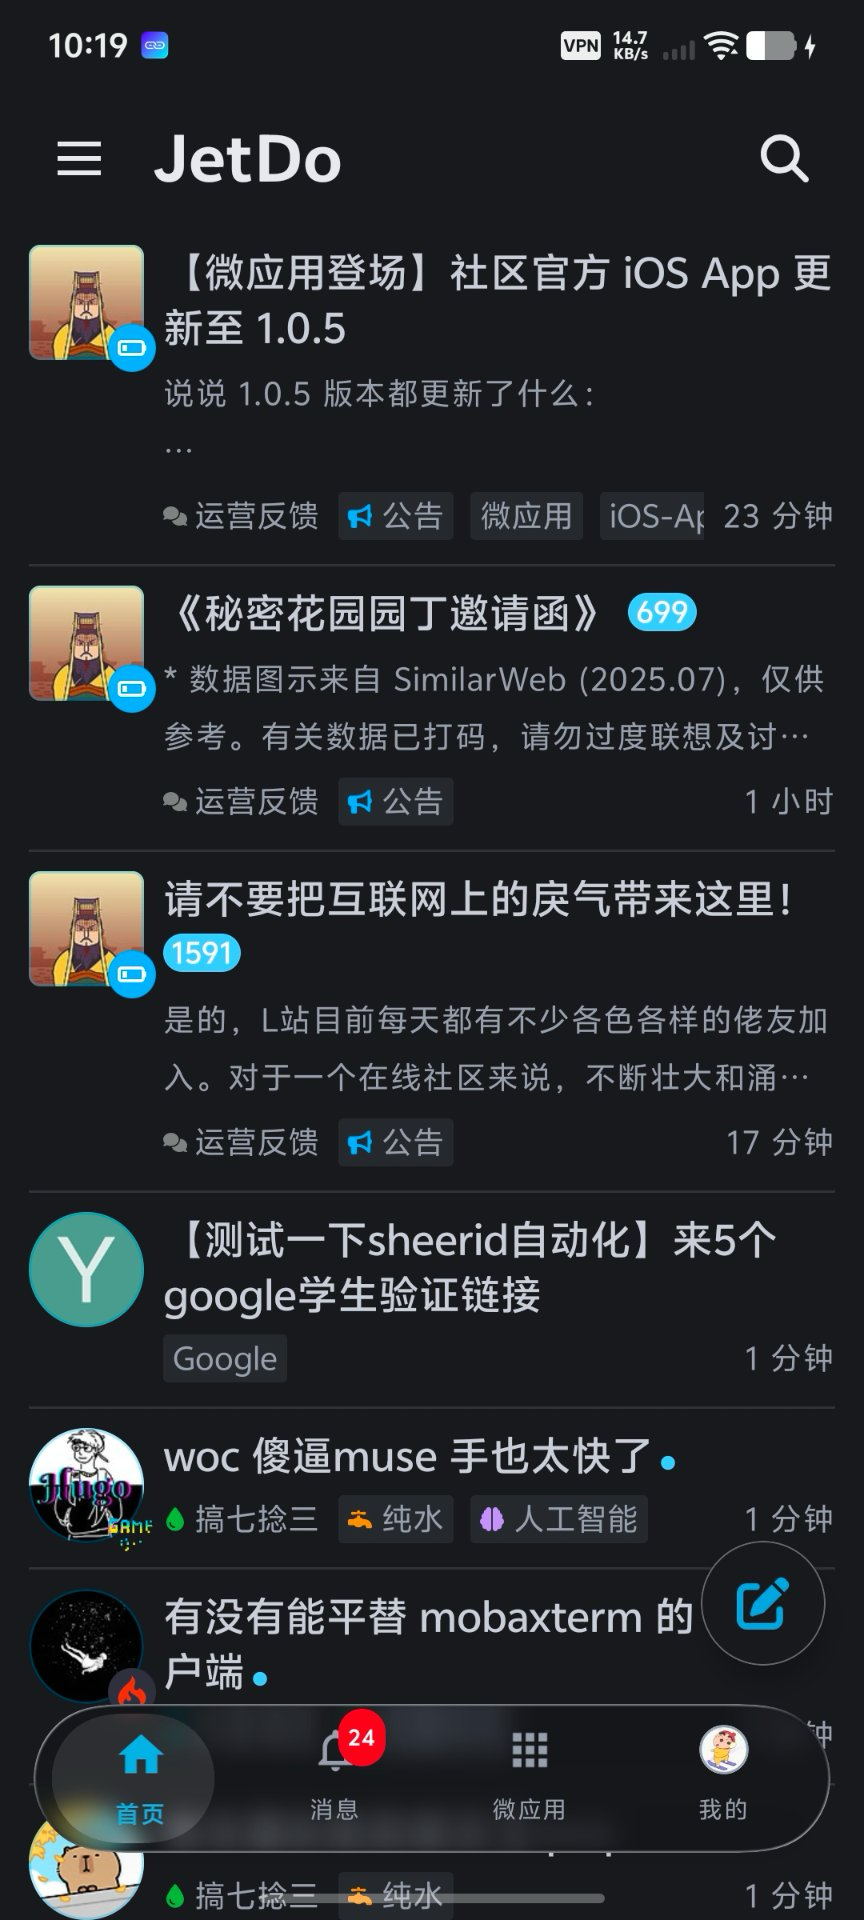 10:19
VPN
14.7
KB/s
JetDo
【微应用登场】社区官方 iOS App 更
新至 1.0.5
说说 1.0.5 版本都更新了什么：
…
运营反馈 公告 微应用 iOS-Ap 23 分钟
《秘密花园园丁邀请函》 699
* 数据图示来自 SimilarWeb (2025.07)，仅供
参考。有关数据已打码，请勿过度联想及讨…
运营反馈 公告 1 小时
请不要把互联网上的戾气带来这里！
1591
是的，L站目前每天都有不少各色各样的佬友加
入。对于一个在线社区来说，不断壮大和涌…
运营反馈 公告 17 分钟
Y
【测试一下sheerid自动化】来5个
google学生验证链接
Google 1 分钟
Hugo
GAME
woc 傻逼muse 手也太快了
搞七捻三 纯水 人工智能 1 分钟
有没有能平替 mobaxterm 的
户端
钟
24
首页 消息 微应用 我的
搞七捻三 纯水 1 分钟